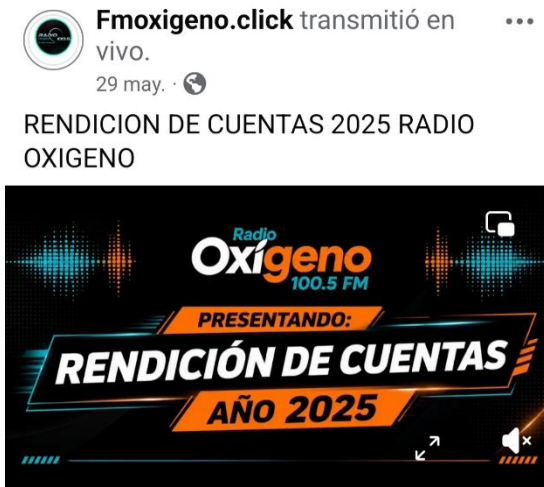 Fmoxigeno.click transmitió en
vivo.
29 may.
RENDICION DE CUENTAS 2025 RADIO
OXIGENO
Radio
Oxígeno
100.5 FM
PRESENTANDO:
RENDICIÓN DE CUENTAS
AÑO 2025